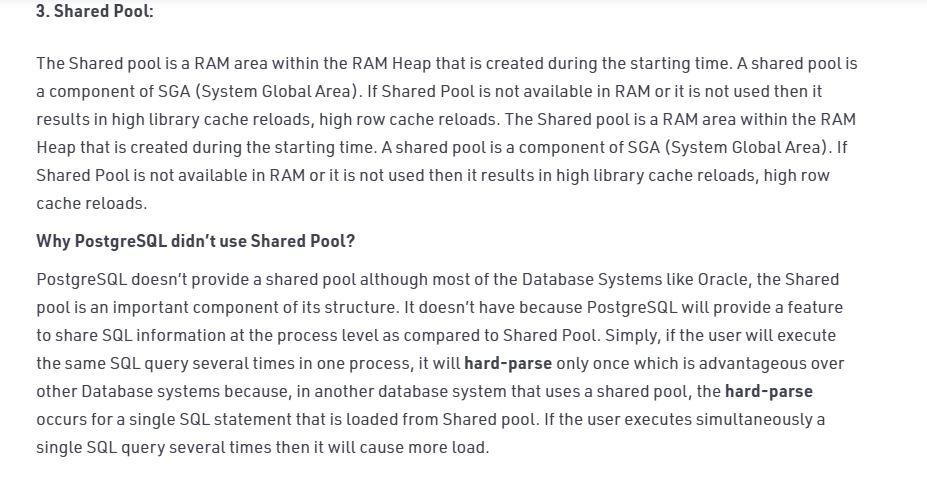 3. Shared Pool:
The Shared pool is a RAM area within the RAM Heap that is created during the starting time. A shared pool is
a component of SGA (System Global Area). If Shared Pool is not available in RAM or it is not used then it
results in high library cache reloads, high row cache reloads. The Shared pool is a RAM area within the RAM
Heap that is created during the starting time. A shared pool is a component of SGA (System Global Area). If
Shared Pool is not available in RAM or it is not used then it results in high library cache reloads, high row
cache reloads.
Why PostgreSQL didn't use Shared Pool?
PostgreSQL doesn't provide a shared pool although most of the Database Systems like Oracle, the Shared
pool is an important component of its structure. It doesn't have because PostgreSQL will provide a feature
to share SQL information at the process level as compared to Shared Pool. Simply, if the user will execute
the same SQL query several times in one process, it will hard-parse only once which is advantageous over
other Database systems because, in another database system that uses a shared pool, the hard-parse
occurs for a single SQL statement that is loaded from Shared pool. If the user executes simultaneously a
single SQL query several times then it will cause more load.